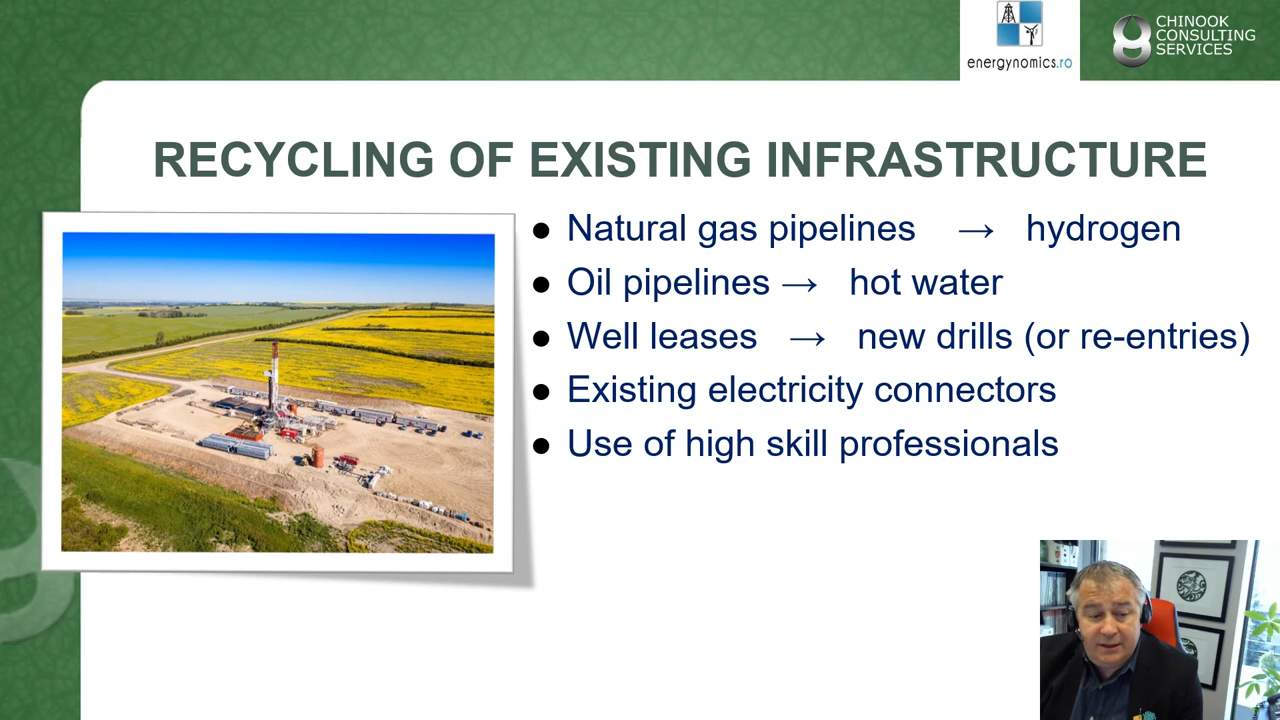 energynomics.ro
CHINOOK
CONSULTING
SERVICES
RECYCLING OF EXISTING INFRASTRUCTURE
● Natural gas pipelines → hydrogen
● Oil pipelines → hot water
● Well leases → new drills (or re-entries)
● Existing electricity connectors
● Use of high skill professionals